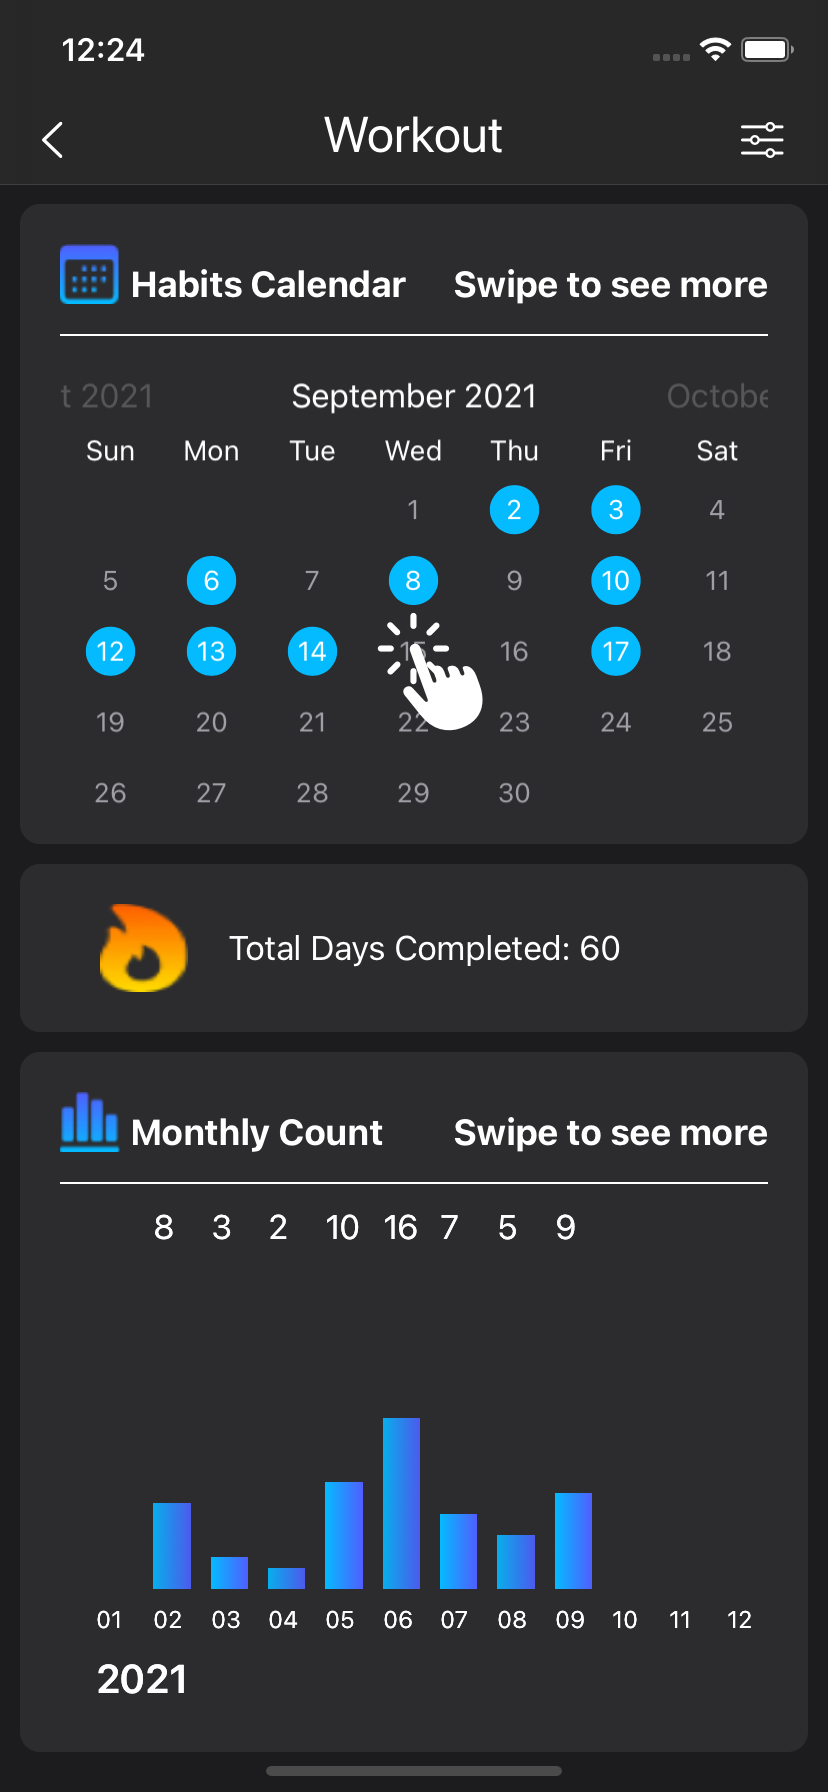 12:24
Workout
Habits Calendar Swipe to see more
t 2021 September 2021 Octobe
Sun Mon Tue Wed Thu Fri Sat
1 2 3 4
5 6 7 8 9 10 11
12 13 14 15 16 17 18
19 20 21 22 23 24 25
26 27 28 29 30
Total Days Completed: 60
Monthly Count Swipe to see more
8 3 2 10 16 7 5 9
01 02 03 04 05 06 07 08 09 10 11 12
2021